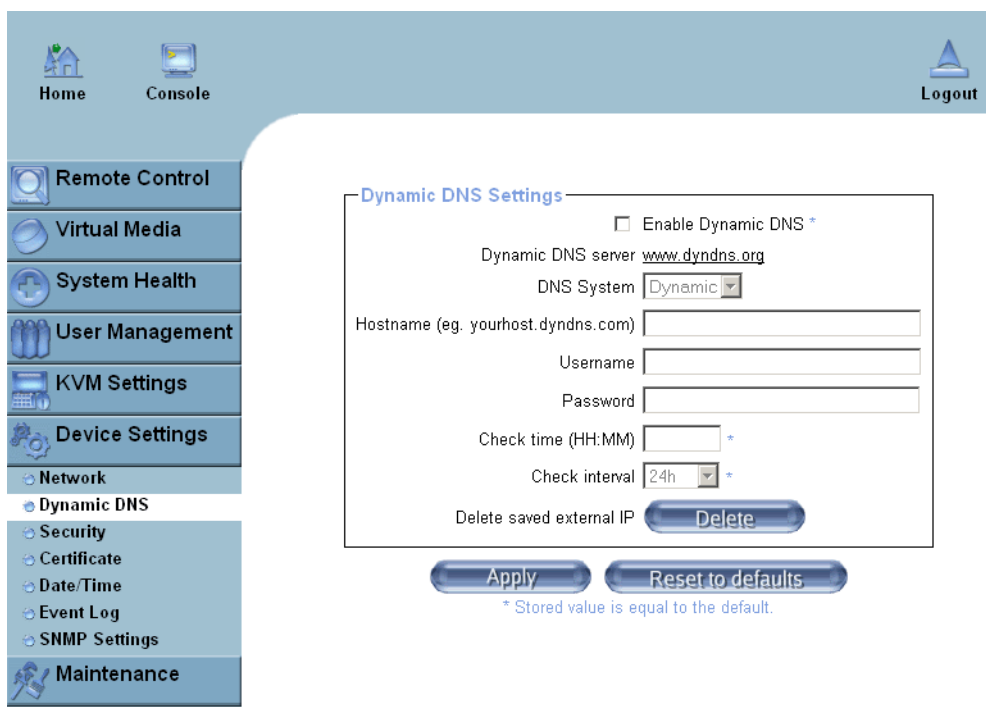 Home
Console
Logout
Remote Control
Virtual Media
System Health
User Management
KVM Settings
Device Settings
Network
Dynamic DNS
Security
Certificate
Date/Time
Event Log
SNMP Settings
Maintenance
Dynamic DNS Settings
Enable Dynamic DNS *
Dynamic DNS server www.dyndns.org
DNS System Dynamic
Hostname (eg. yourhost.dyndns.com)
Username
Password
Check time (HH:MM) *
Check interval 24h *
Delete saved external IP Delete
Apply Reset to defaults
* Stored value is equal to the default.